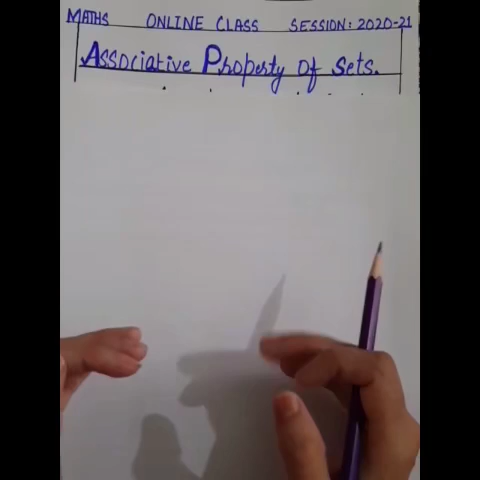 MATHS ONLINE CLASS SESSION: 2020-21
Associative Property Of Sets.